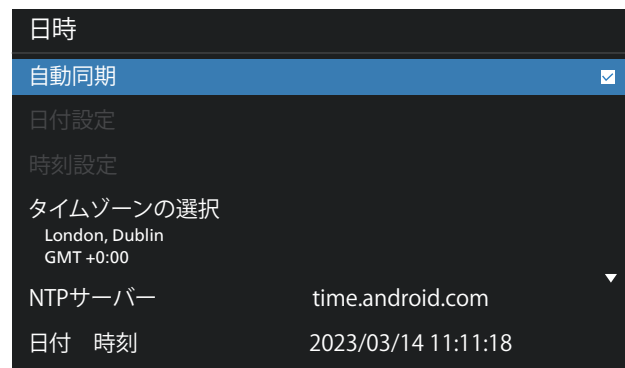 日時
自動同期
日付設定
時刻設定
タイムゾーンの選択
London, Dublin
GMT +0:00
NTPサーバー time.android.com
日付　時刻 2023/03/14 11:11:18